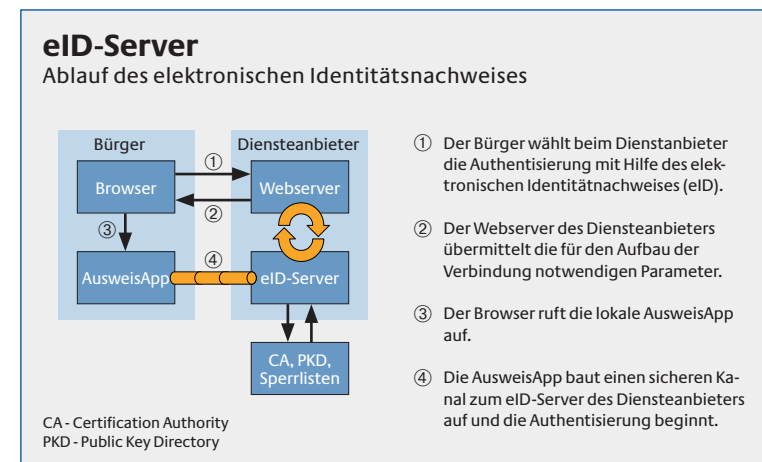 eID-Server
Ablauf des elektronischen Identitätsnachweises
Bürger
Diensteanbieter
①
Browser
Webserver
②
③
④
AusweisApp
eID-Server
CA, PKD,
Sperrlisten
CA - Certification Authority
PKD - Public Key Directory
① Der Bürger wählt beim Dienstanbieter
die Authentisierung mit Hilfe des elek-
tronischen Identitätnachweises (eID).
② Der Webserver des Diensteanbieters
übermittelt die für den Aufbau der
Verbindung notwendigen Parameter.
③ Der Browser ruft die lokale AusweisApp
auf.
④ Die AusweisApp baut einen sicheren Ka-
nal zum eID-Server des Diensteanbieters
auf und die Authentisierung beginnt.